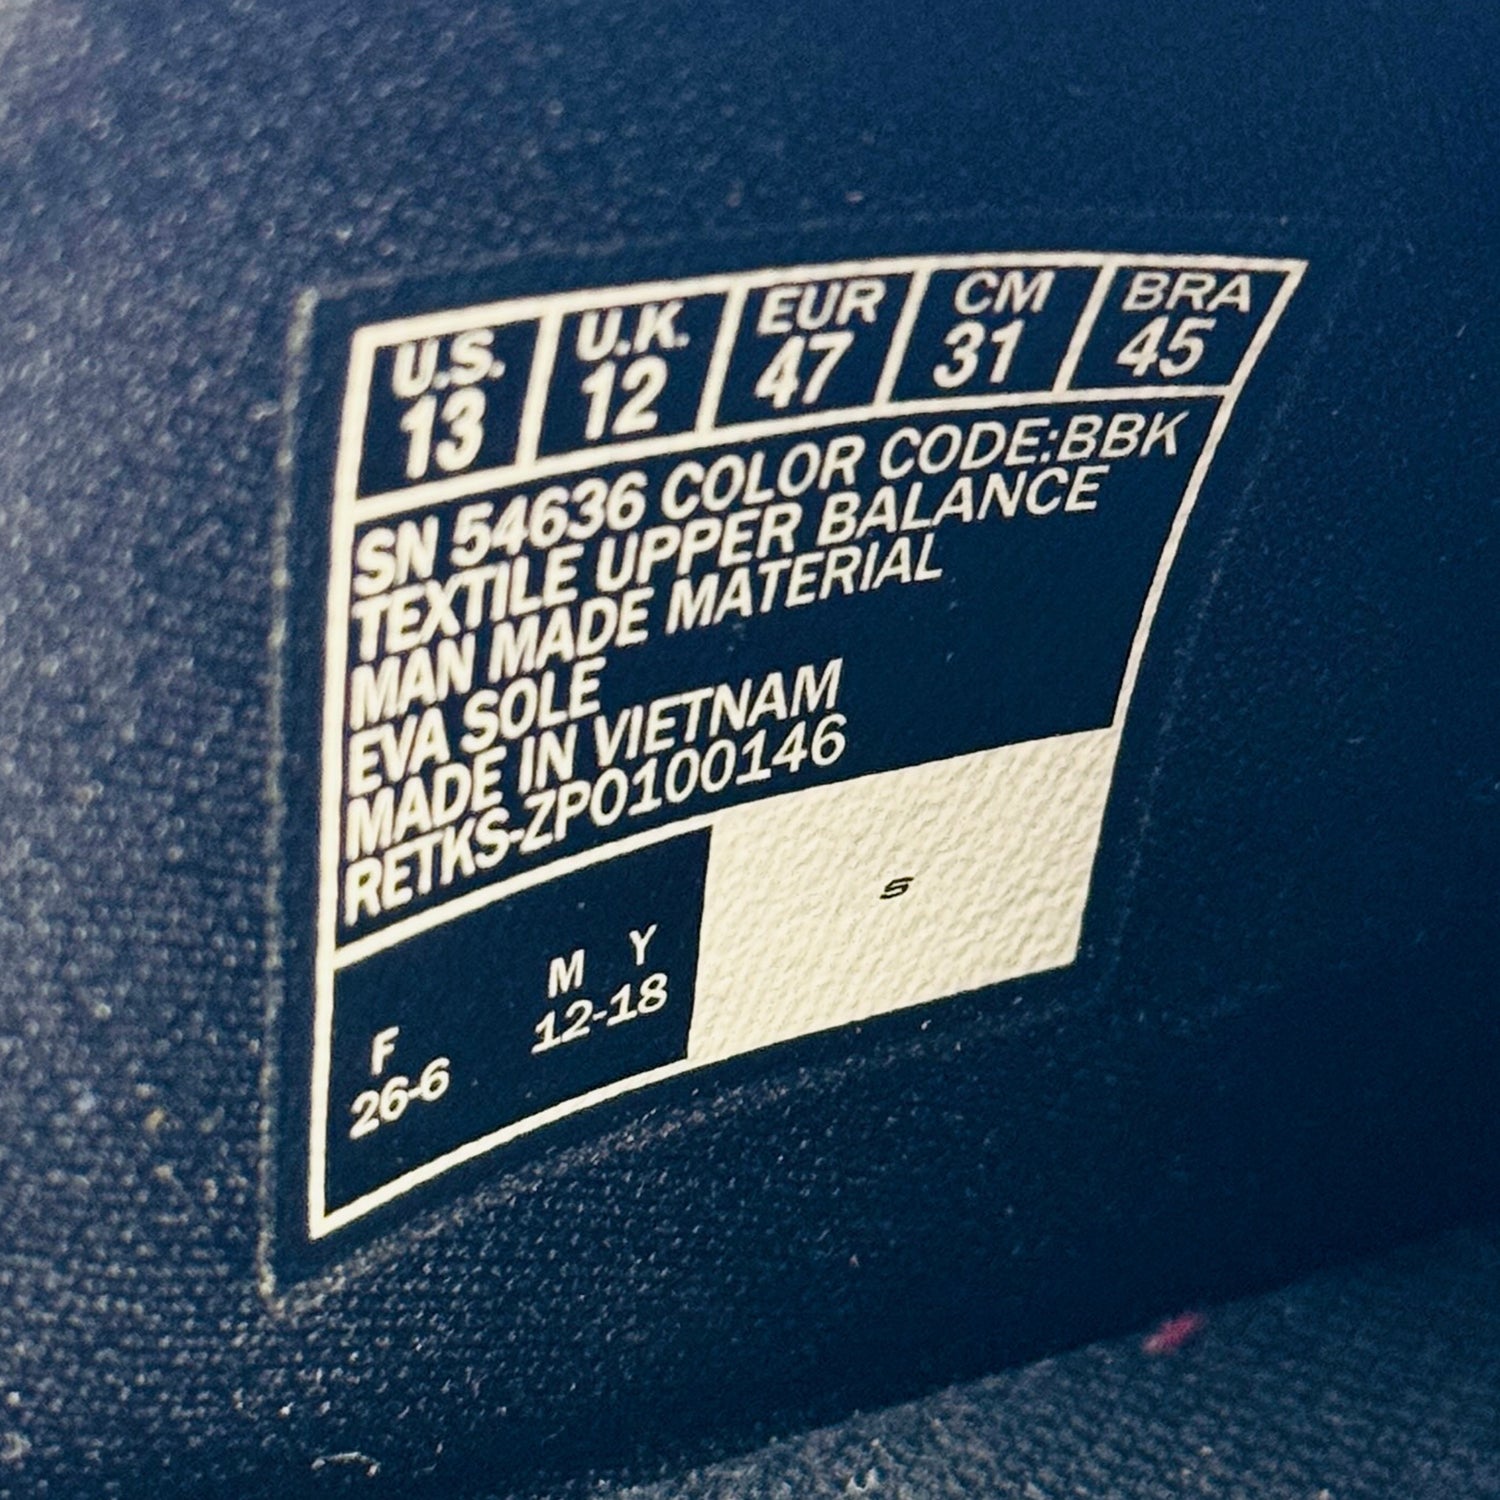 U.S. U.K. EUR CM BRA
13 12 47 31 45
SN 54636 COLOR CODE:BBK
TEXTILE UPPER BALANCE
MAN MADE MATERIAL
EVA SOLE
MADE IN VIETNAM
RETKS-ZP0100146
F M Y
26-6 12-18
S